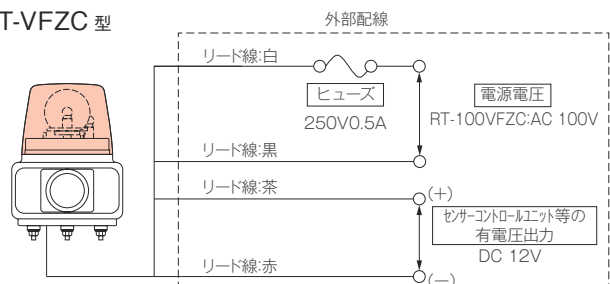 T-VFZC 型
外部配線
リード線:白
ヒューズ
250V0.5A
電源電圧
RT-100VFZC:AC 100V
リード線:黒
リード線:茶
(+)
センサーコントロールユニット等の
有電圧出力
DC 12V
リード線:赤
(−)